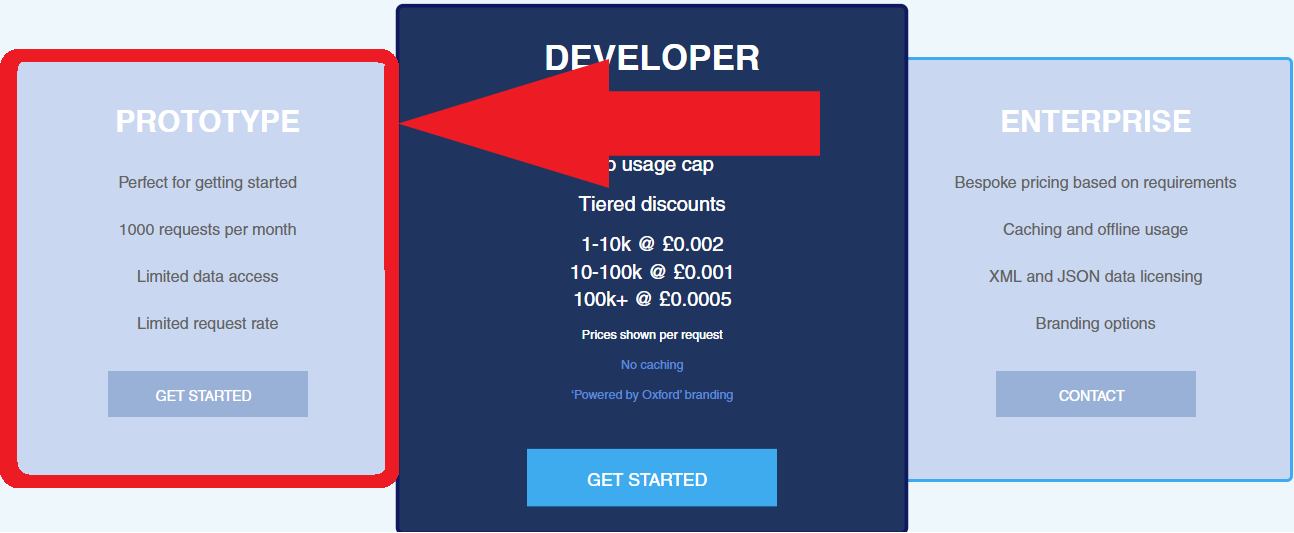 PROTOTYPE
Perfect for getting started
1000 requests per month
Limited data access
Limited request rate
GET STARTED
DEVELOPER
usage cap
Tiered discounts
1-10k @ £0.002
10-100k @ £0.001
100k+ @ £0.0005
Prices shown per request
No caching
'Powered by Oxford' branding
GET STARTED
ENTERPRISE
Bespoke pricing based on requirements
Caching and offline usage
XML and JSON data licensing
Branding options
CONTACT